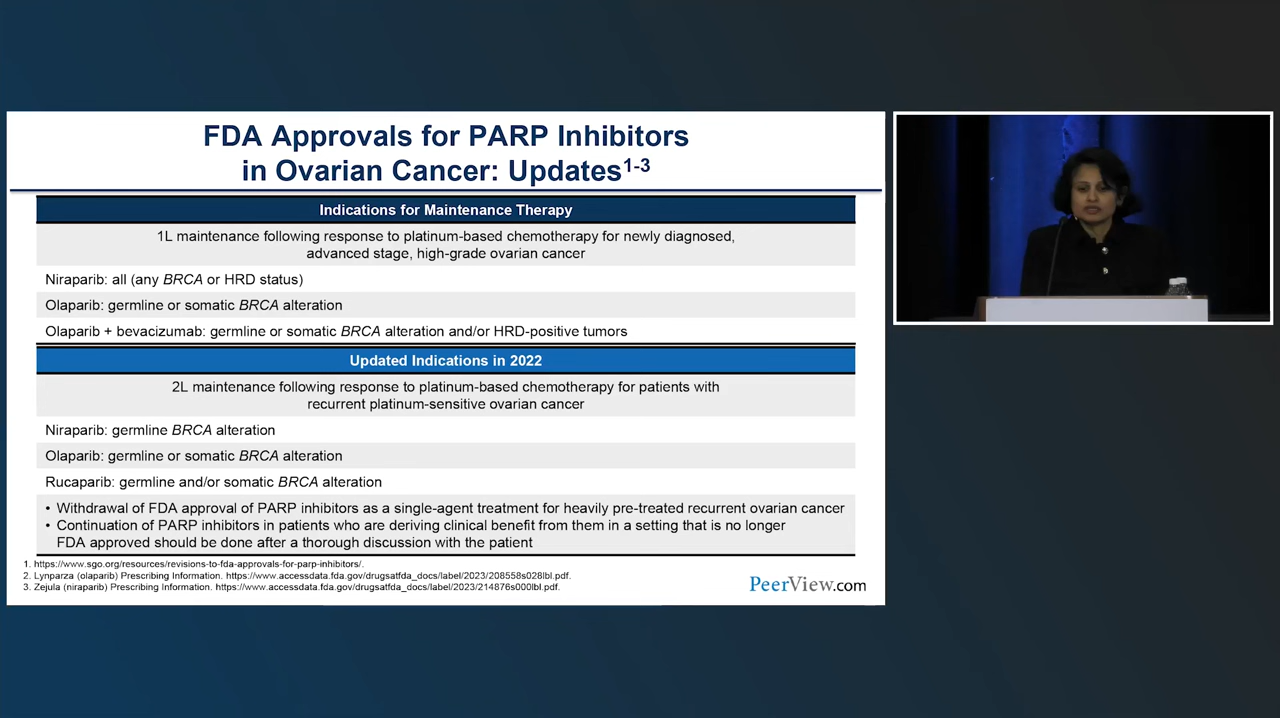 FDA Approvals for PARP Inhibitors
in Ovarian Cancer: Updates1-3
Indications for Maintenance Therapy
1L maintenance following response to platinum-based chemotherapy for newly diagnosed,
advanced stage, high-grade ovarian cancer
Niraparib: all (any BRCA or HRD status)
Olaparib: germline or somatic BRCA alteration
Olaparib + bevacizumab: germline or somatic BRCA alteration and/or HRD-positive tumors
Updated Indications in 2022
2L maintenance following response to platinum-based chemotherapy for patients with
recurrent platinum-sensitive ovarian cancer
Niraparib: germline BRCA alteration
Olaparib: germline or somatic BRCA alteration
Rucaparib: germline and/or somatic BRCA alteration
• Withdrawal of FDA approval of PARP inhibitors as a single-agent treatment for heavily pre-treated recurrent ovarian cancer
• Continuation of PARP inhibitors in patients who are deriving clinical benefit from them in a setting that is no longer
FDA approved should be done after a thorough discussion with the patient
1. https://www.sgo.org/resources/revisions-to-fda-approvals-for-parp-inhibitors/.
2. Lynparza (olaparib) Prescribing Information. https://www.accessdata.fda.gov/drugsatfda_docs/label/2023/208558s028lbl.pdf.
3. Zejula (niraparib) Prescribing Information. https://www.accessdata.fda.gov/drugsatfda_docs/label/2023/214876s000lbl.pdf.
PeerView.com